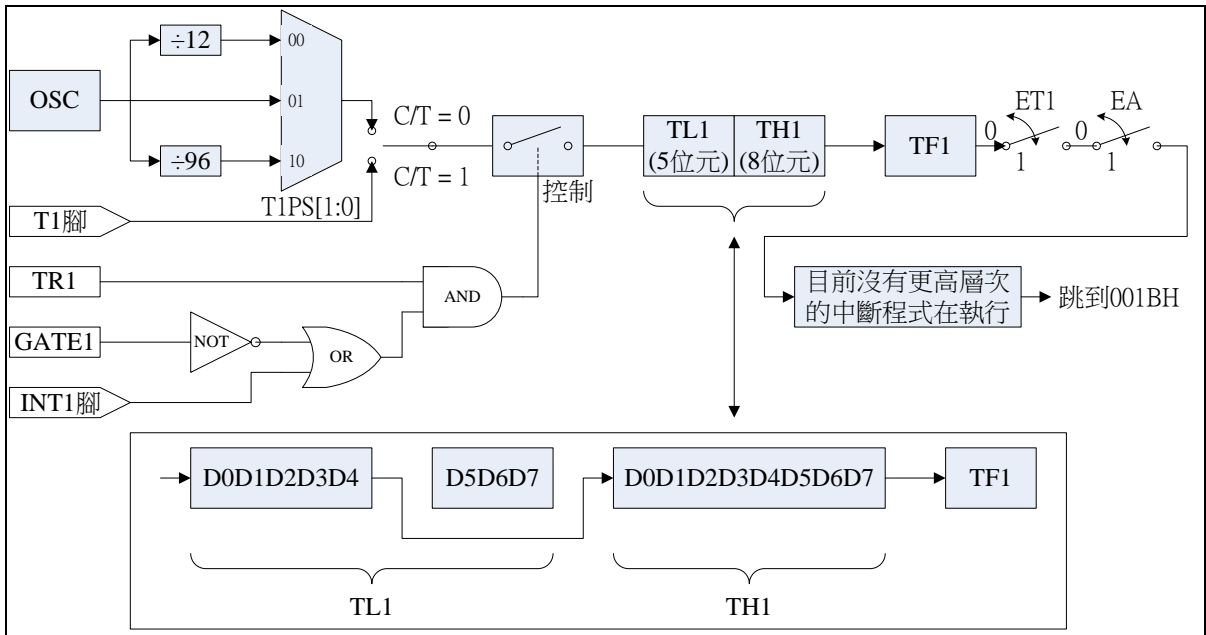 ÷12
00
OSC
01
÷96
10
T1PS[1:0]
C/T = 0
C/T = 1
控制
TL1
(5位元)
TH1
(8位元)
TF1
ET1
0
1
EA
0
1
T1腳
TR1
GATE1
INT1腳
NOT
OR
AND
目前沒有更高層次
的中斷程式在執行
跳到001BH
D0D1D2D3D4
D5D6D7
D0D1D2D3D4D5D6D7
TF1
TL1
TH1